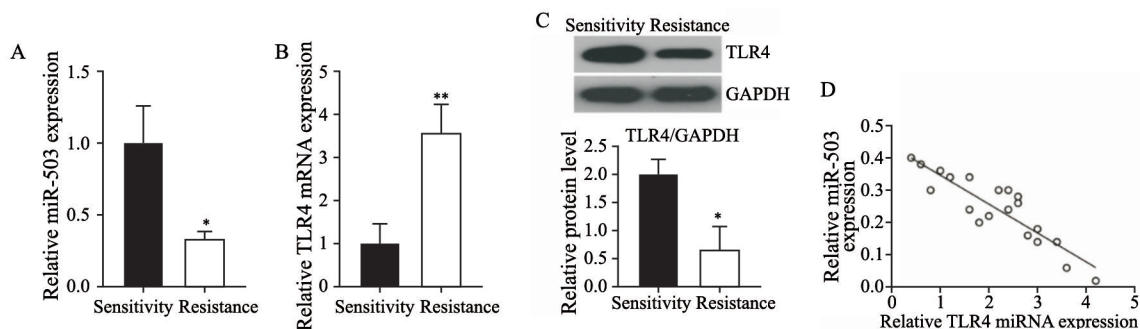 A
Relative miR-503 expression
1.5
1.0
0.5
0.0
*
Sensitivity Resistance
B
Relative TLR4 mRNA expression
5
4
3
2
1
0
**
Sensitivity Resistance
C
Sensitivity Resistance
TLR4
GAPDH
TLR4/GAPDH
Relative protein level
2.5
2.0
1.5
1.0
0.5
0.0
*
Sensitivity Resistance
D
Relative miR-503
expression
0.5
0.4
0.3
0.2
0.1
0.0
0 1 2 3 4 5
Relative TLR4 miRNA expression